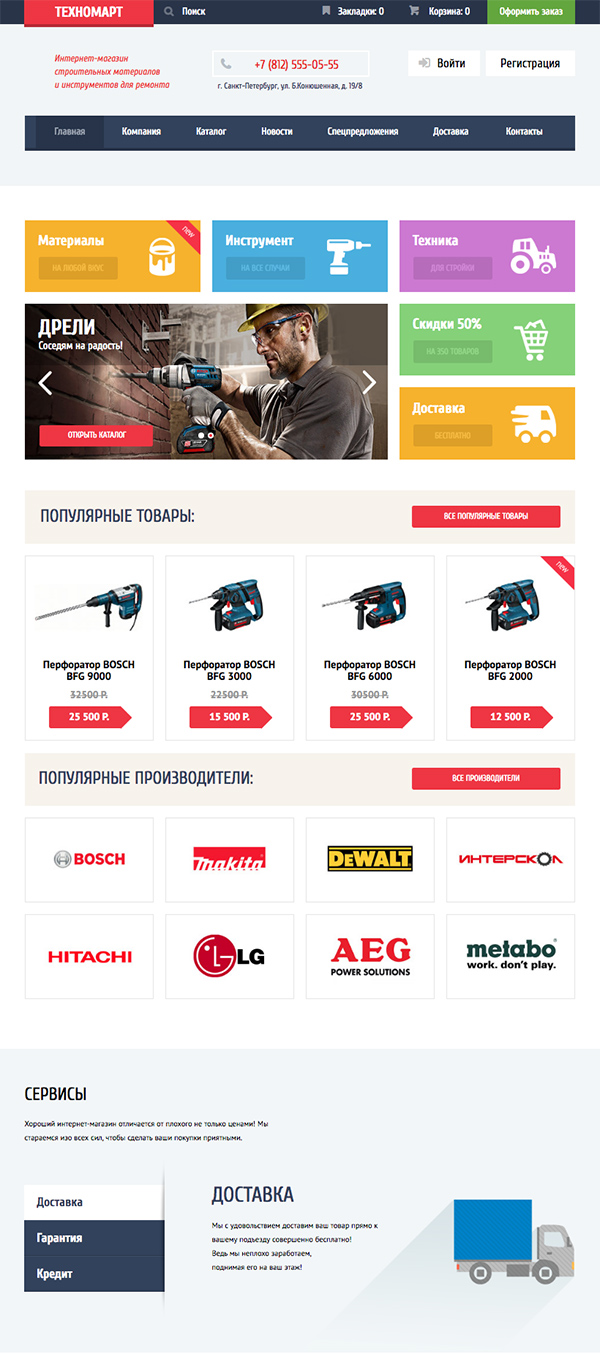 ТЕХНОМАРТ Поиск Закладки: 0 Корзина: 0 Оформить заказ
Интернет-магазин
строительных материалов
и инструментов для ремонта
+7 (812) 555-05-55
г. Санкт-Петербург, ул. Б.Конюшенная, д. 19/8
Войти Регистрация
Главная Компания Каталог Новости Спецпредложения Доставка Контакты
Материалы
НА ЛЮБОЙ ВКУС
new
Инструмент
НА ВСЕ СЛУЧАИ
Техника
ДЛЯ СТРОЙКИ
ДРЕЛИ
Соседям на радость!
ОТКРЫТЬ КАТАЛОГ
Скидки 50%
НА 350 ТОВАРОВ
Доставка
БЕСПЛАТНО
ПОПУЛЯРНЫЕ ТОВАРЫ:
ВСЕ ПОПУЛЯРНЫЕ ТОВАРЫ
Перфоратор BOSCH
BFG 9000
32500 Р.
25 500 Р.
Перфоратор BOSCH
BFG 3000
22500 Р.
15 500 Р.
Перфоратор BOSCH
BFG 6000
30500 Р.
25 500 Р.
new
Перфоратор BOSCH
BFG 2000
12 500 Р.
ПОПУЛЯРНЫЕ ПРОИЗВОДИТЕЛИ:
ВСЕ ПРОИЗВОДИТЕЛИ
BOSCH
makita
DEWALT
ИНТЕРСКОЛ
HITACHI
LG
AEG
POWER SOLUTIONS
metabo
work. don't play.
СЕРВИСЫ
Хороший интернет-магазин отличается от плохого не только ценами! Мы
стараемся изо всех сил, чтобы сделать ваши покупки приятными.
Доставка
Гарантия
Кредит
ДОСТАВКА
Мы с удовольствием доставим ваш товар прямо к
вашему подъезду совершенно бесплатно!
Ведь мы неплохо заработаем,
поднимая его на ваш этаж!